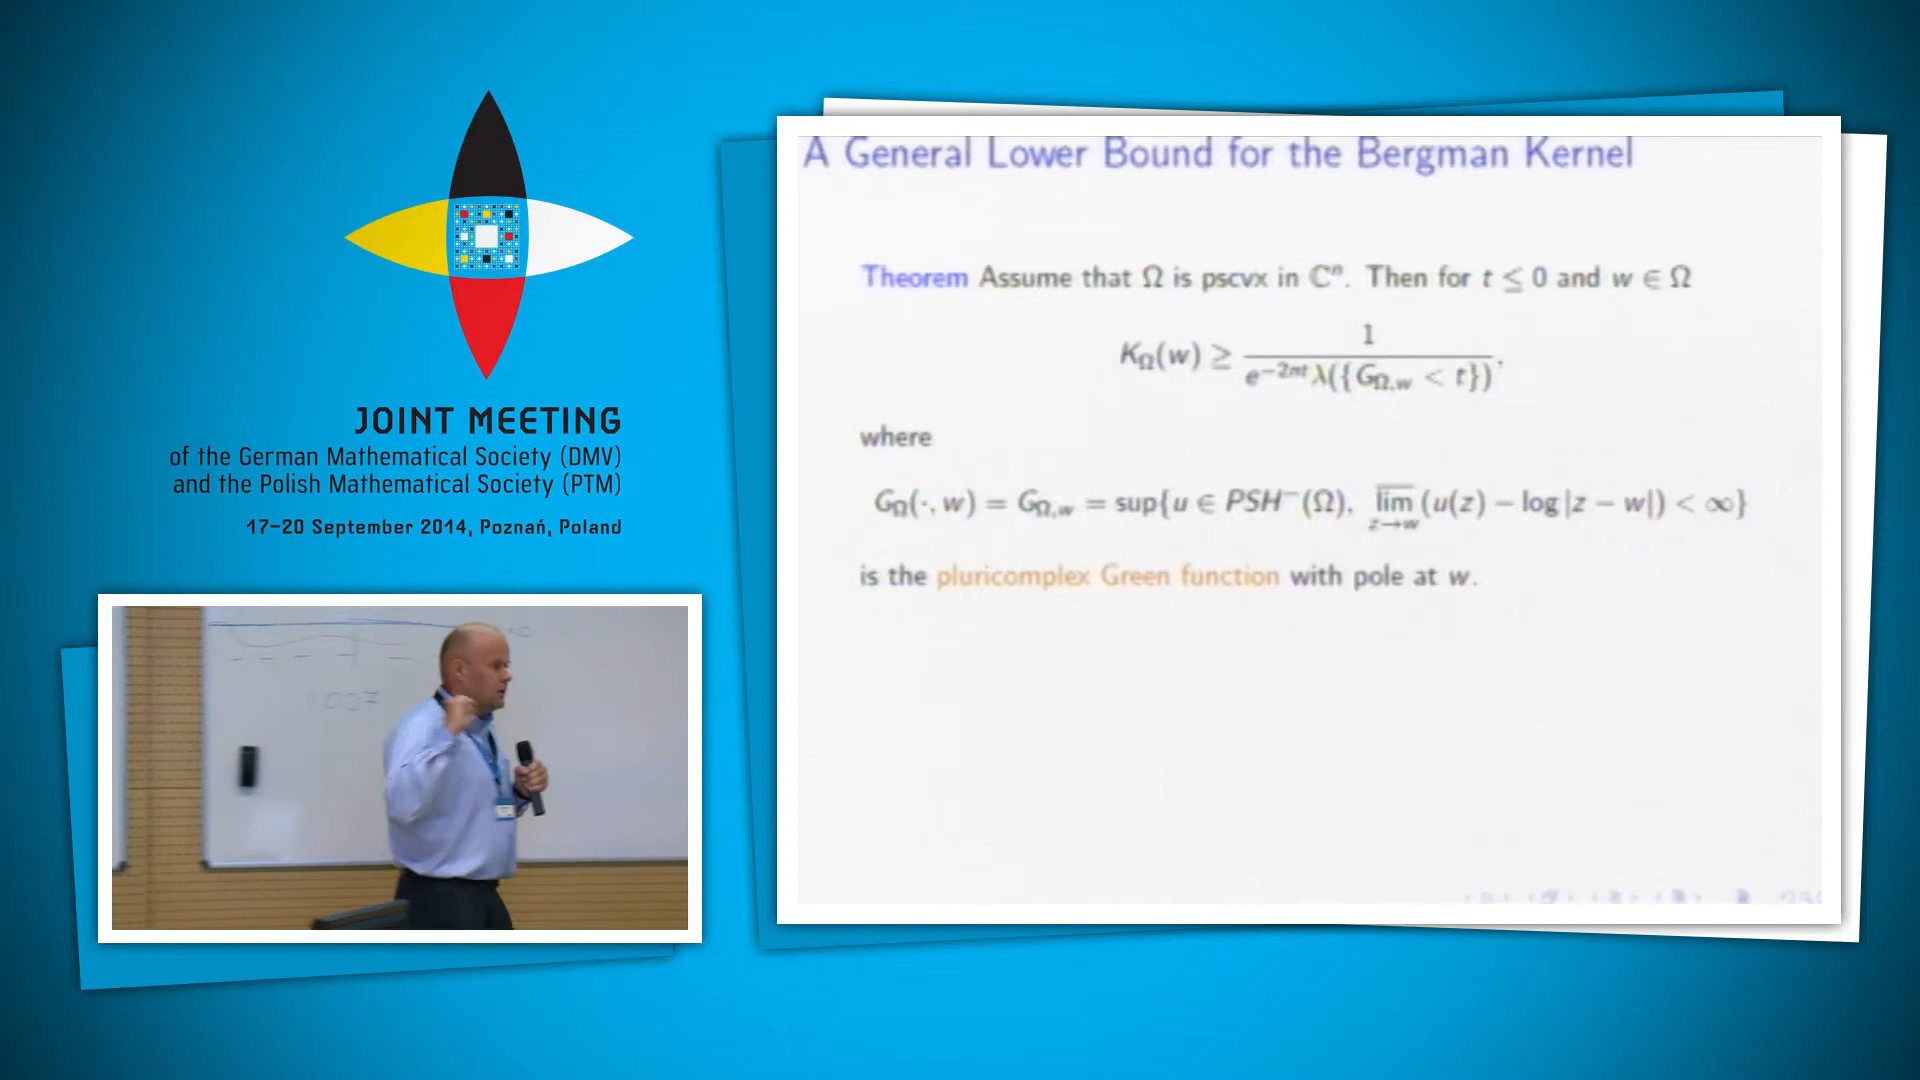 JOINT MEETING
of the German Mathematical Society (DMV)
and the Polish Mathematical Society (PTM)
17–20 September 2014, Poznań, Poland
A General Lower Bound for the Bergman Kernel
Theorem Assume that Ω is pscvx in ℂⁿ. Then for t ≤ 0 and w ∈ Ω
K_Ω(w) ≥ 1 / (e^{−2nt} λ({G_{Ω,w} < t})),
where
G_Ω(·, w) = G_{Ω,w} = sup{u ∈ PSH⁻(Ω), \overline{lim}_{z→w} (u(z) − log|z − w|) < ∞}
is the pluricomplex Green function with pole at w.